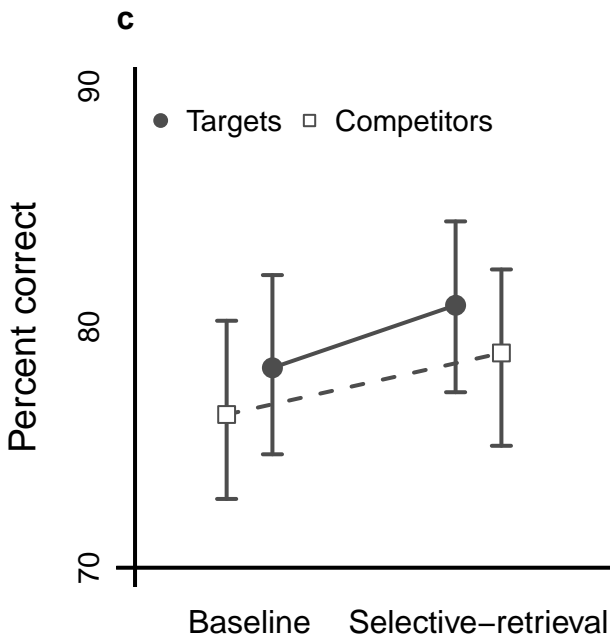 c
90
Targets Competitors
80
Percent correct
70
Baseline Selective−retrieval